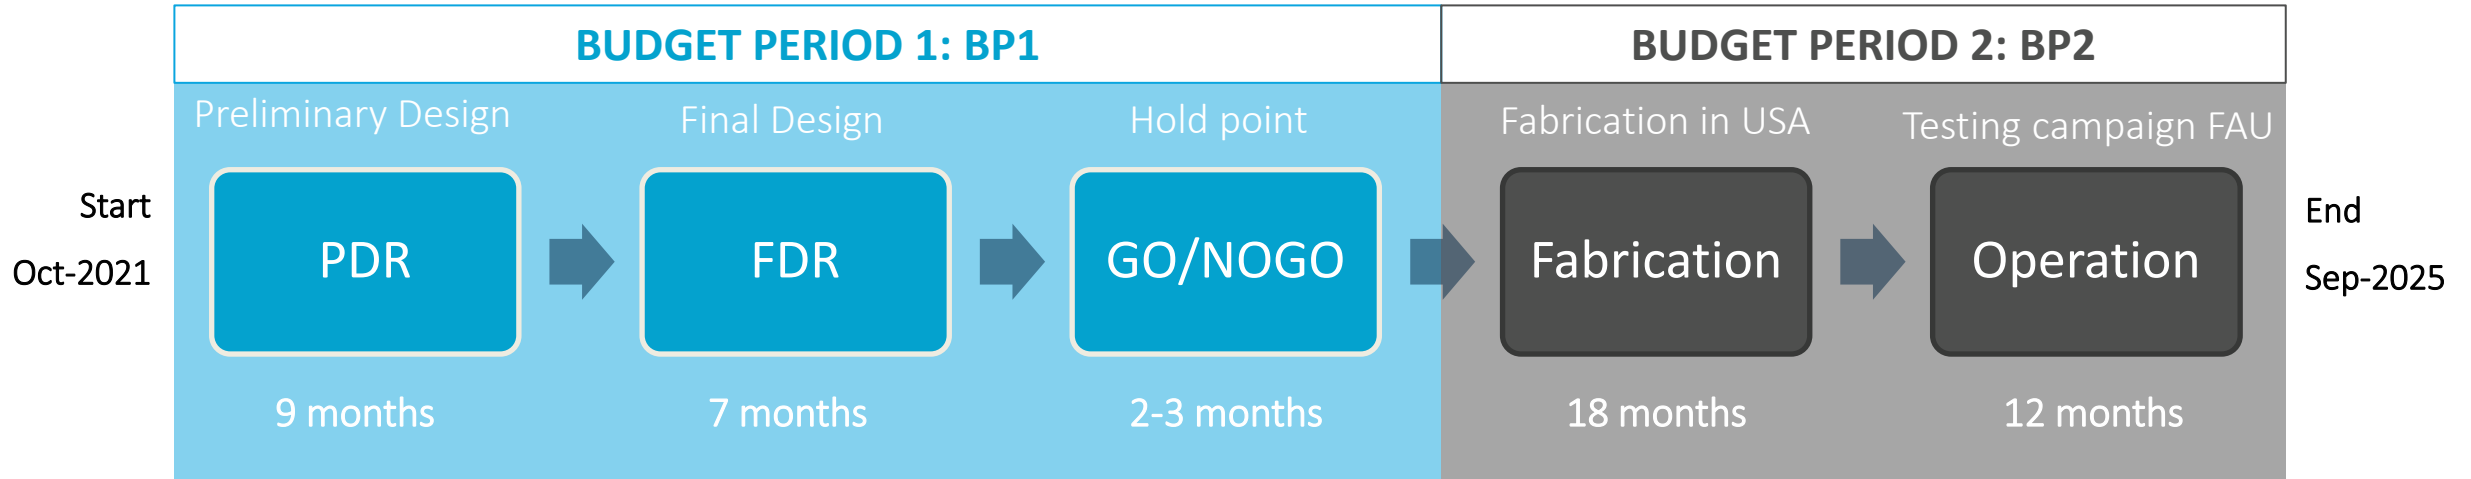 BUDGET PERIOD 1: BP1
BUDGET PERIOD 2: BP2
Preliminary Design
Final Design
Hold point
Fabrication in USA
Testing campaign FAU
Start
Oct-2021
PDR
FDR
GO/NOGO
Fabrication
Operation
End
Sep-2025
9 months
7 months
2-3 months
18 months
12 months